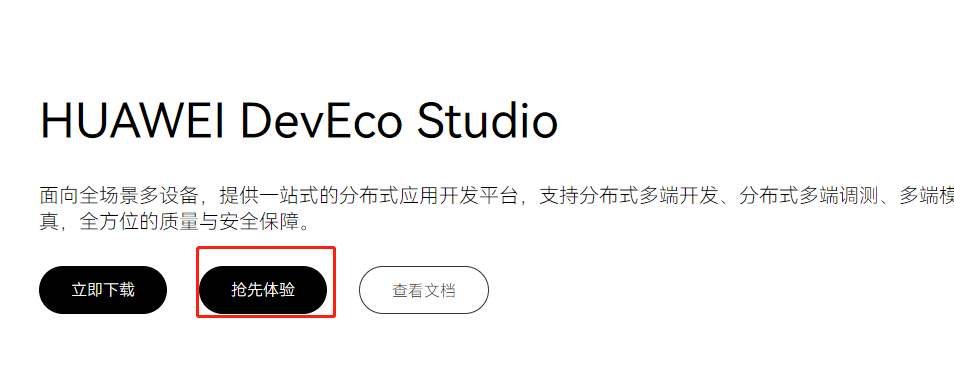 HUAWEI DevEco Studio
面向全场景多设备，提供一站式的分布式应用开发平台，支持分布式多端开发、分布式多端调测、多端模
真，全方位的质量与安全保障。
立即下载
抢先体验
查看文档